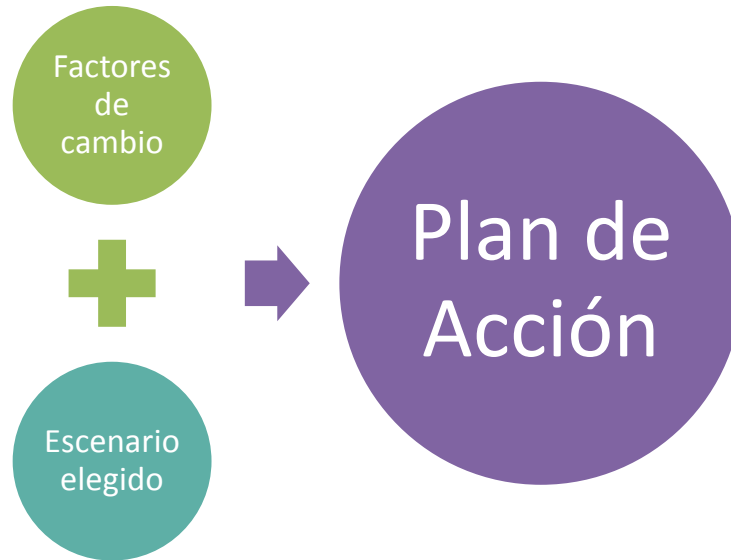 Factores
de
cambio
Escenario
elegido
Plan de
Acción